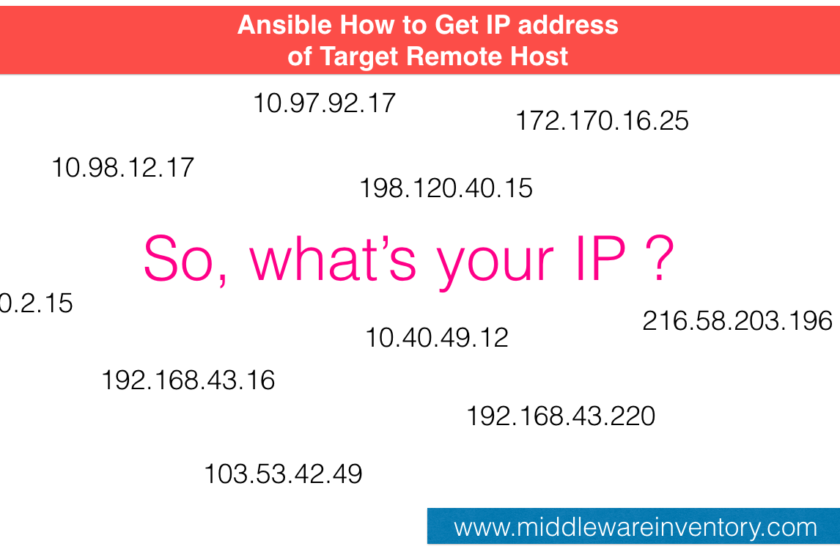 Ansible How to Get IP address
of Target Remote Host
10.97.92.17
172.170.16.25
10.98.12.17
198.120.40.15
So, what's your IP ?
0.2.15
216.58.203.196
10.40.49.12
192.168.43.16
192.168.43.220
103.53.42.49
www.middlewareinventory.com